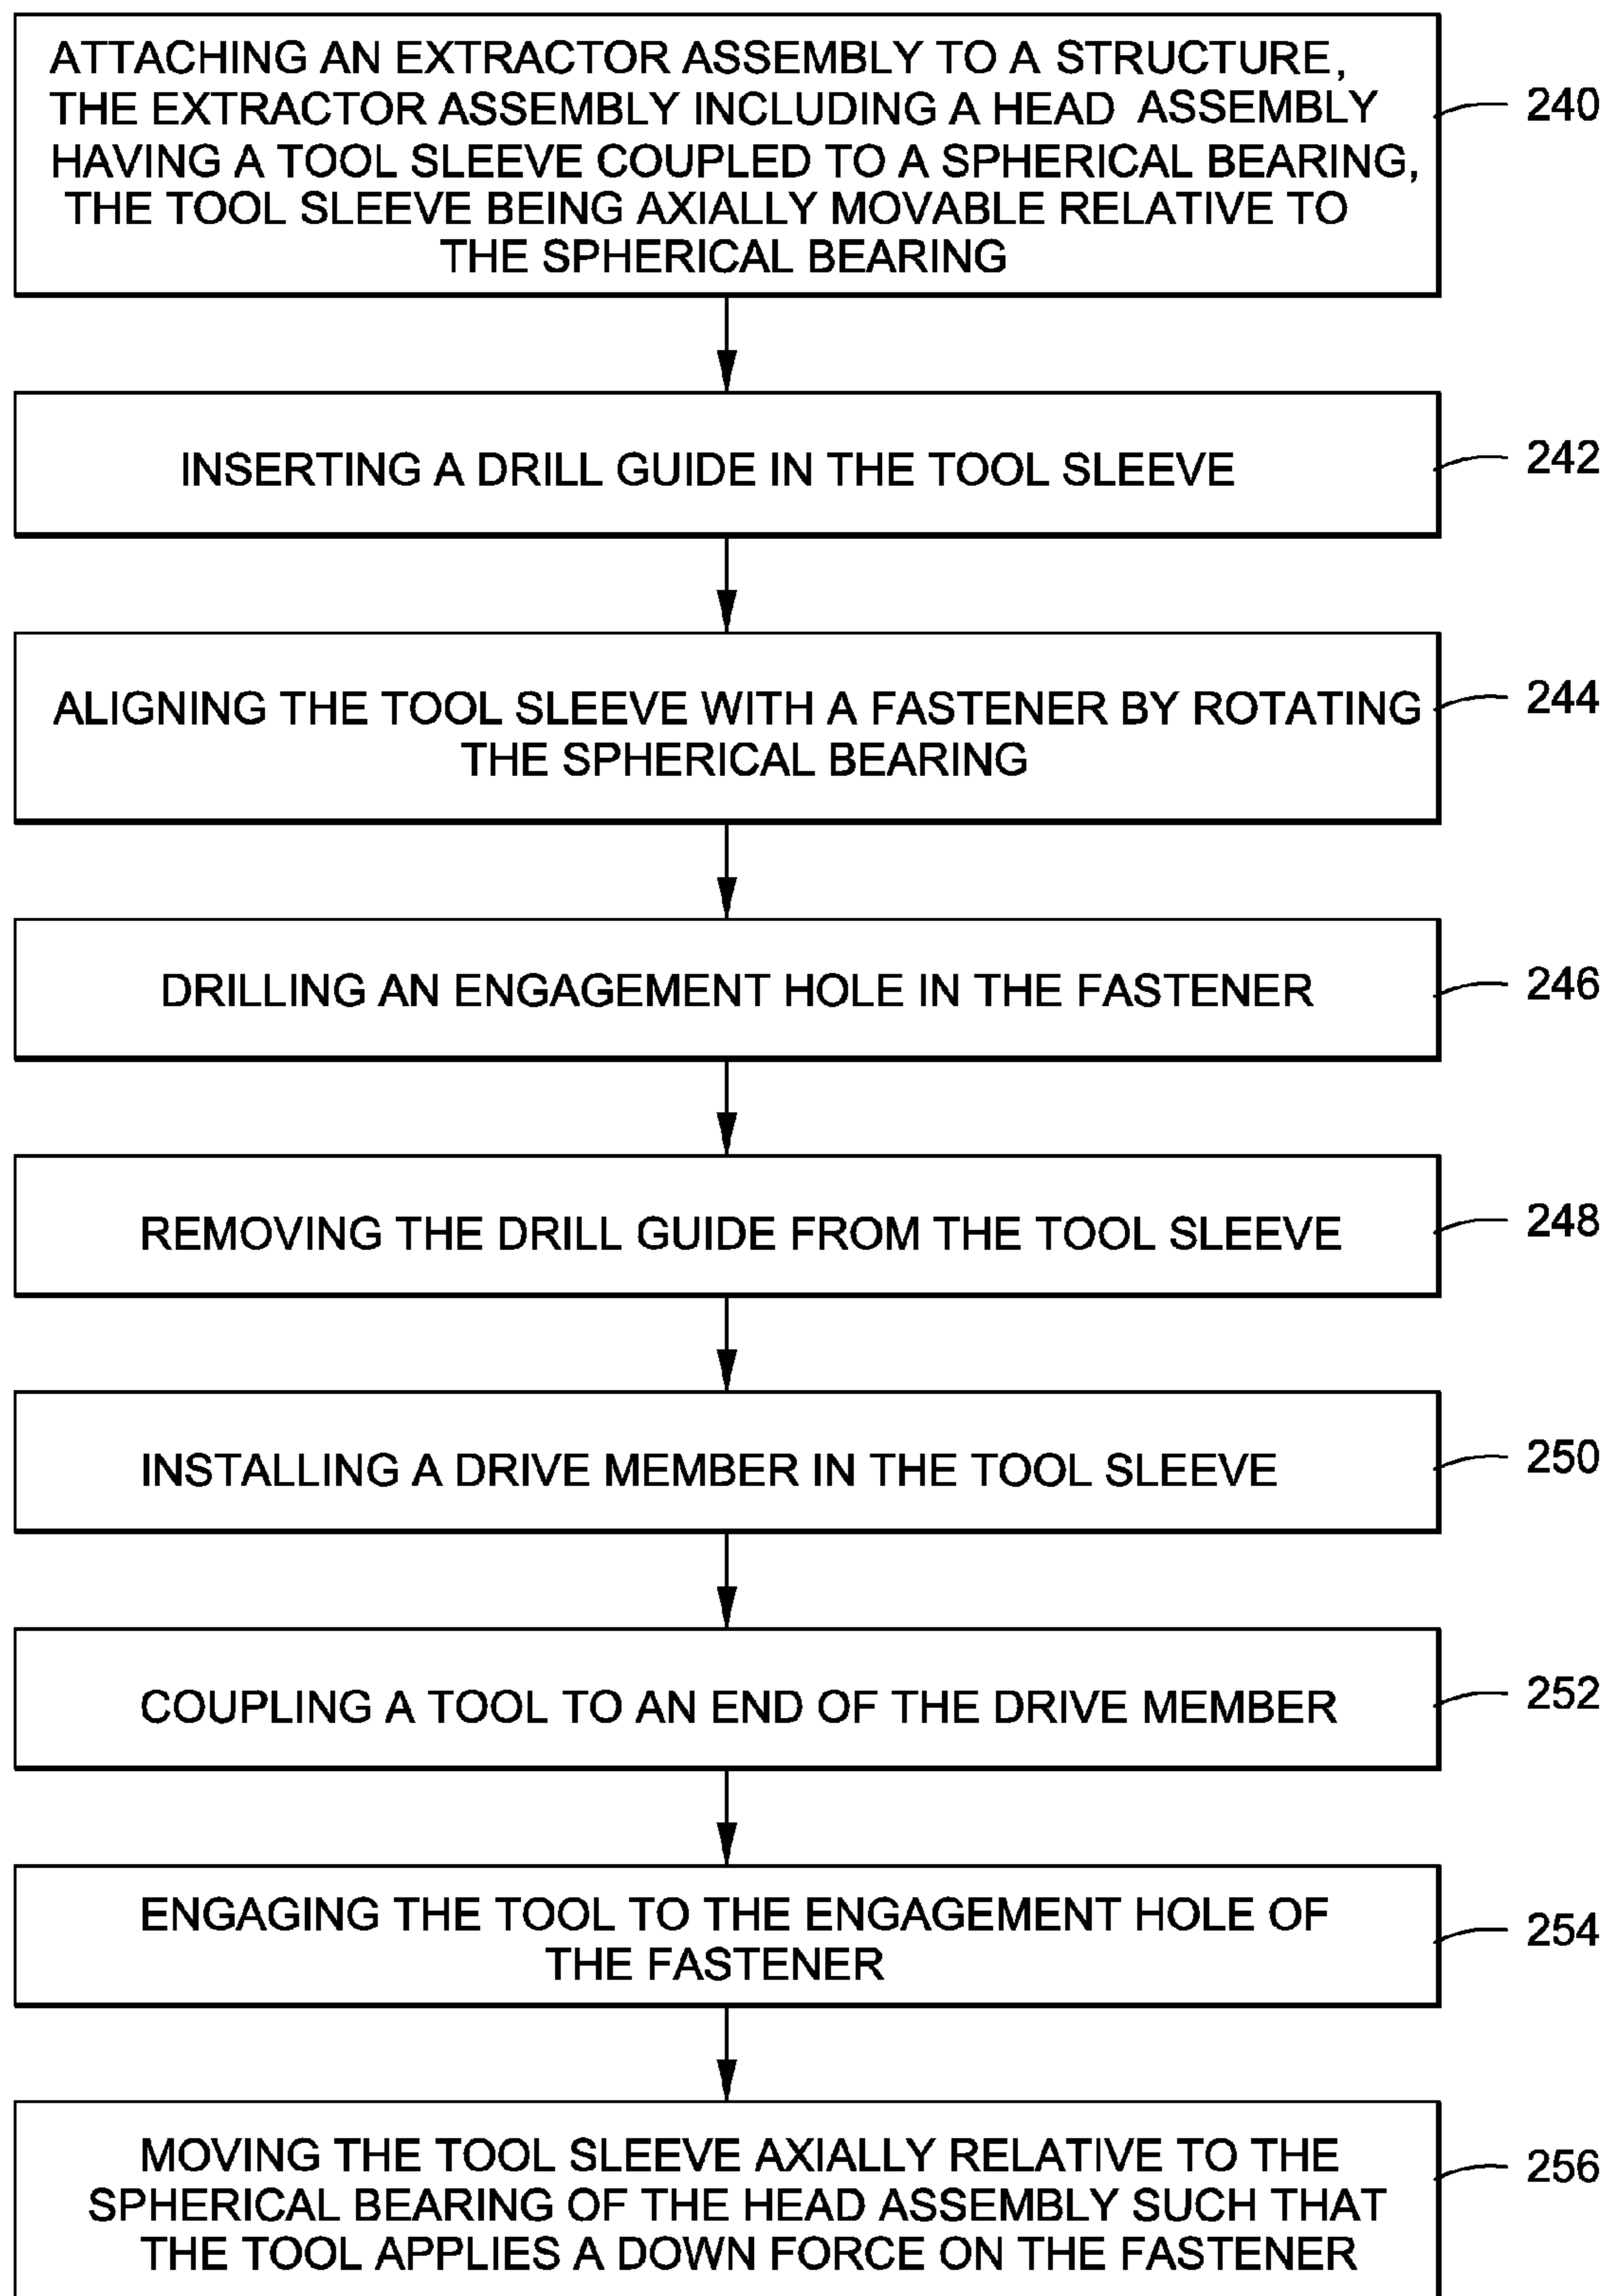 ATTACHING AN EXTRACTOR ASSEMBLY TO A STRUCTURE,
THE EXTRACTOR ASSEMBLY INCLUDING A HEAD ASSEMBLY
HAVING A TOOL SLEEVE COUPLED TO A SPHERICAL BEARING,
THE TOOL SLEEVE BEING AXIALLY MOVABLE RELATIVE TO
THE SPHERICAL BEARING
240
INSERTING A DRILL GUIDE IN THE TOOL SLEEVE
242
ALIGNING THE TOOL SLEEVE WITH A FASTENER BY ROTATING
THE SPHERICAL BEARING
244
DRILLING AN ENGAGEMENT HOLE IN THE FASTENER
246
REMOVING THE DRILL GUIDE FROM THE TOOL SLEEVE
248
INSTALLING A DRIVE MEMBER IN THE TOOL SLEEVE
250
COUPLING A TOOL TO AN END OF THE DRIVE MEMBER
252
ENGAGING THE TOOL TO THE ENGAGEMENT HOLE OF
THE FASTENER
254
MOVING THE TOOL SLEEVE AXIALLY RELATIVE TO THE
SPHERICAL BEARING OF THE HEAD ASSEMBLY SUCH THAT
THE TOOL APPLIES A DOWN FORCE ON THE FASTENER
256